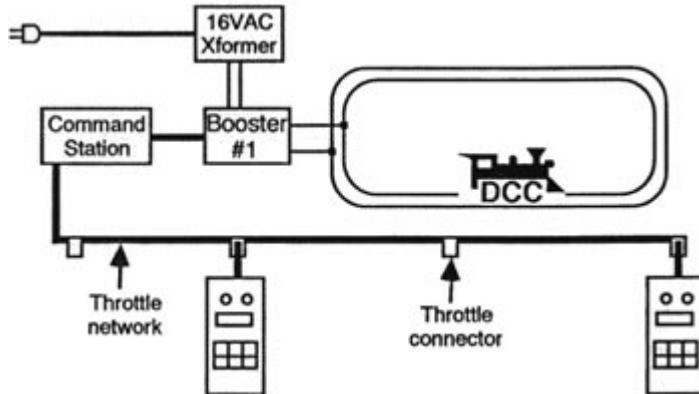 16VAC
Xformer
Command
Station
Booster
#1
DCC
Throttle
network
Throttle
connector